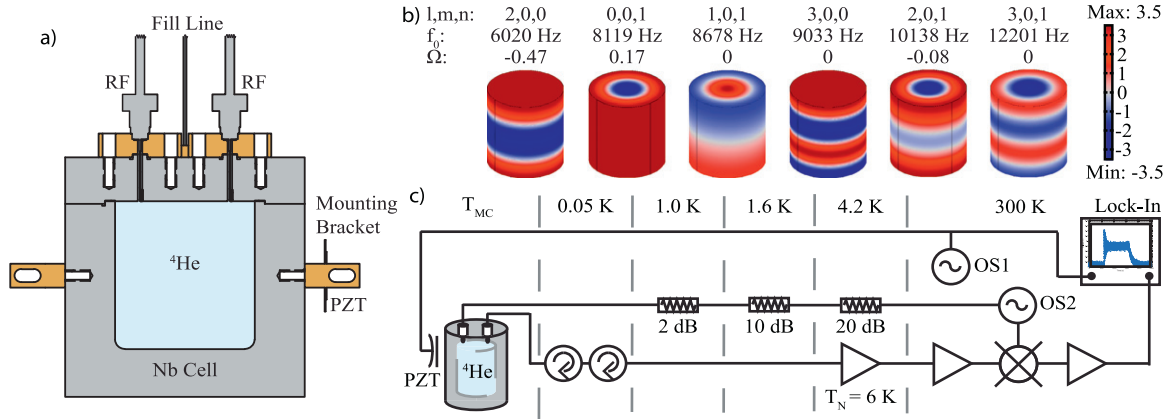 a)
Fill Line
RF
RF
Mounting
Bracket
⁴He
PZT
Nb Cell
b)
l,m,n: 2,0,0 0,0,1 1,0,1 3,0,0 2,0,1 3,0,1
f₀: 6020 Hz 8119 Hz 8678 Hz 9033 Hz 10138 Hz 12201 Hz
Ω: -0.47 0.17 0 0 -0.08 0
Max: 3.5
3
2
1
0
-1
-2
-3
Min: -3.5
c)
T_MC 0.05 K 1.0 K 1.6 K 4.2 K 300 K Lock-In
OS1
OS2
2 dB 10 dB 20 dB
PZT
⁴He
T_N = 6 K